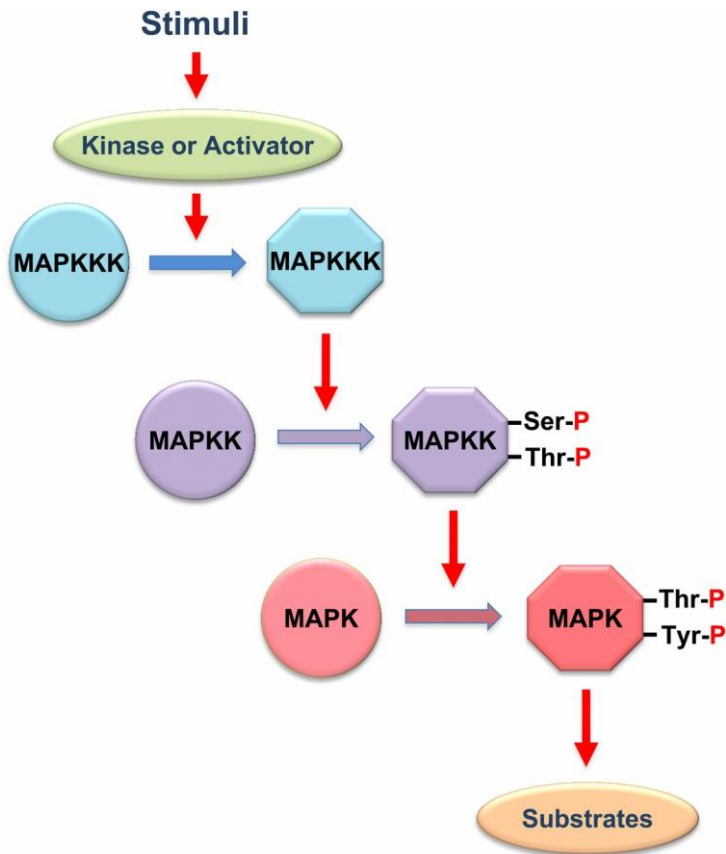 Stimuli
Kinase or Activator
MAPKKK
MAPKKK
MAPKK
MAPKK
Ser-P
Thr-P
MAPK
MAPK
Thr-P
Tyr-P
Substrates